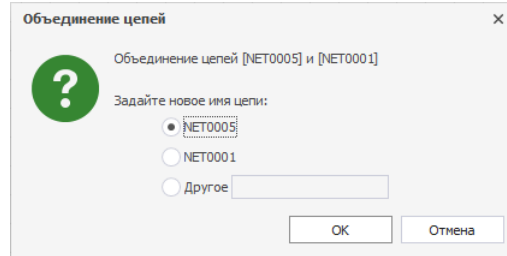 Объединение цепей
Объединение цепей [NET0005] и [NET0001]
Задайте новое имя цепи:
NET0005
NET0001
Другое
OK
Отмена